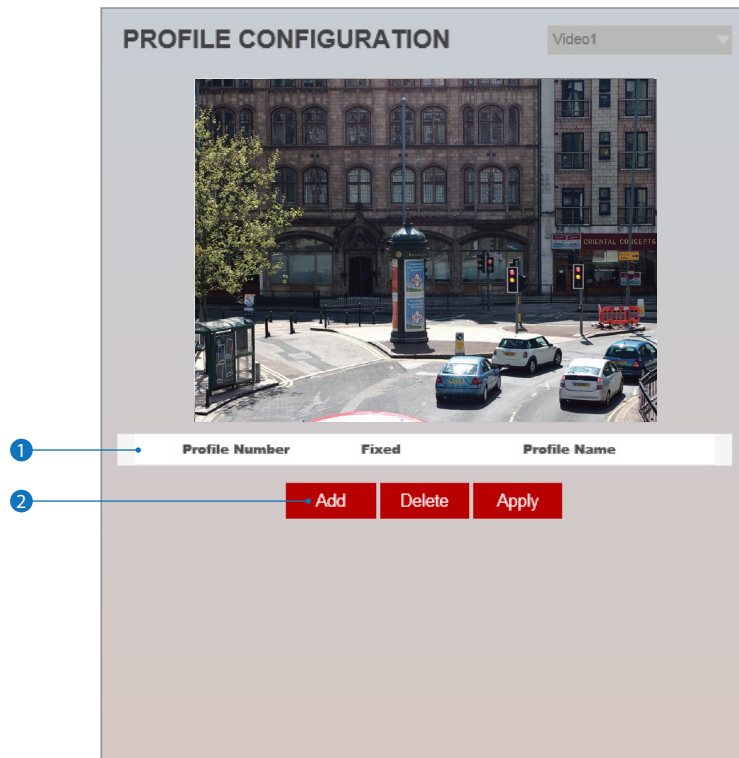 PROFILE CONFIGURATION
Video1
ORIENTAL CONCEPTS
1
Profile Number Fixed Profile Name
2
Add Delete Apply